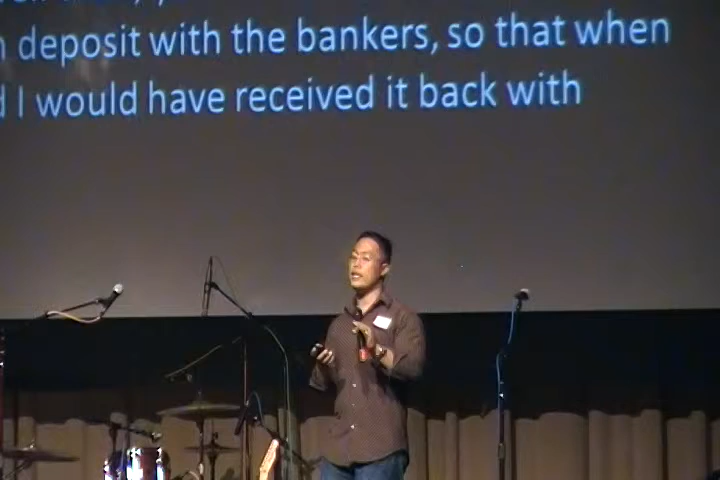 deposit with the bankers, so that when
I would have received it back with